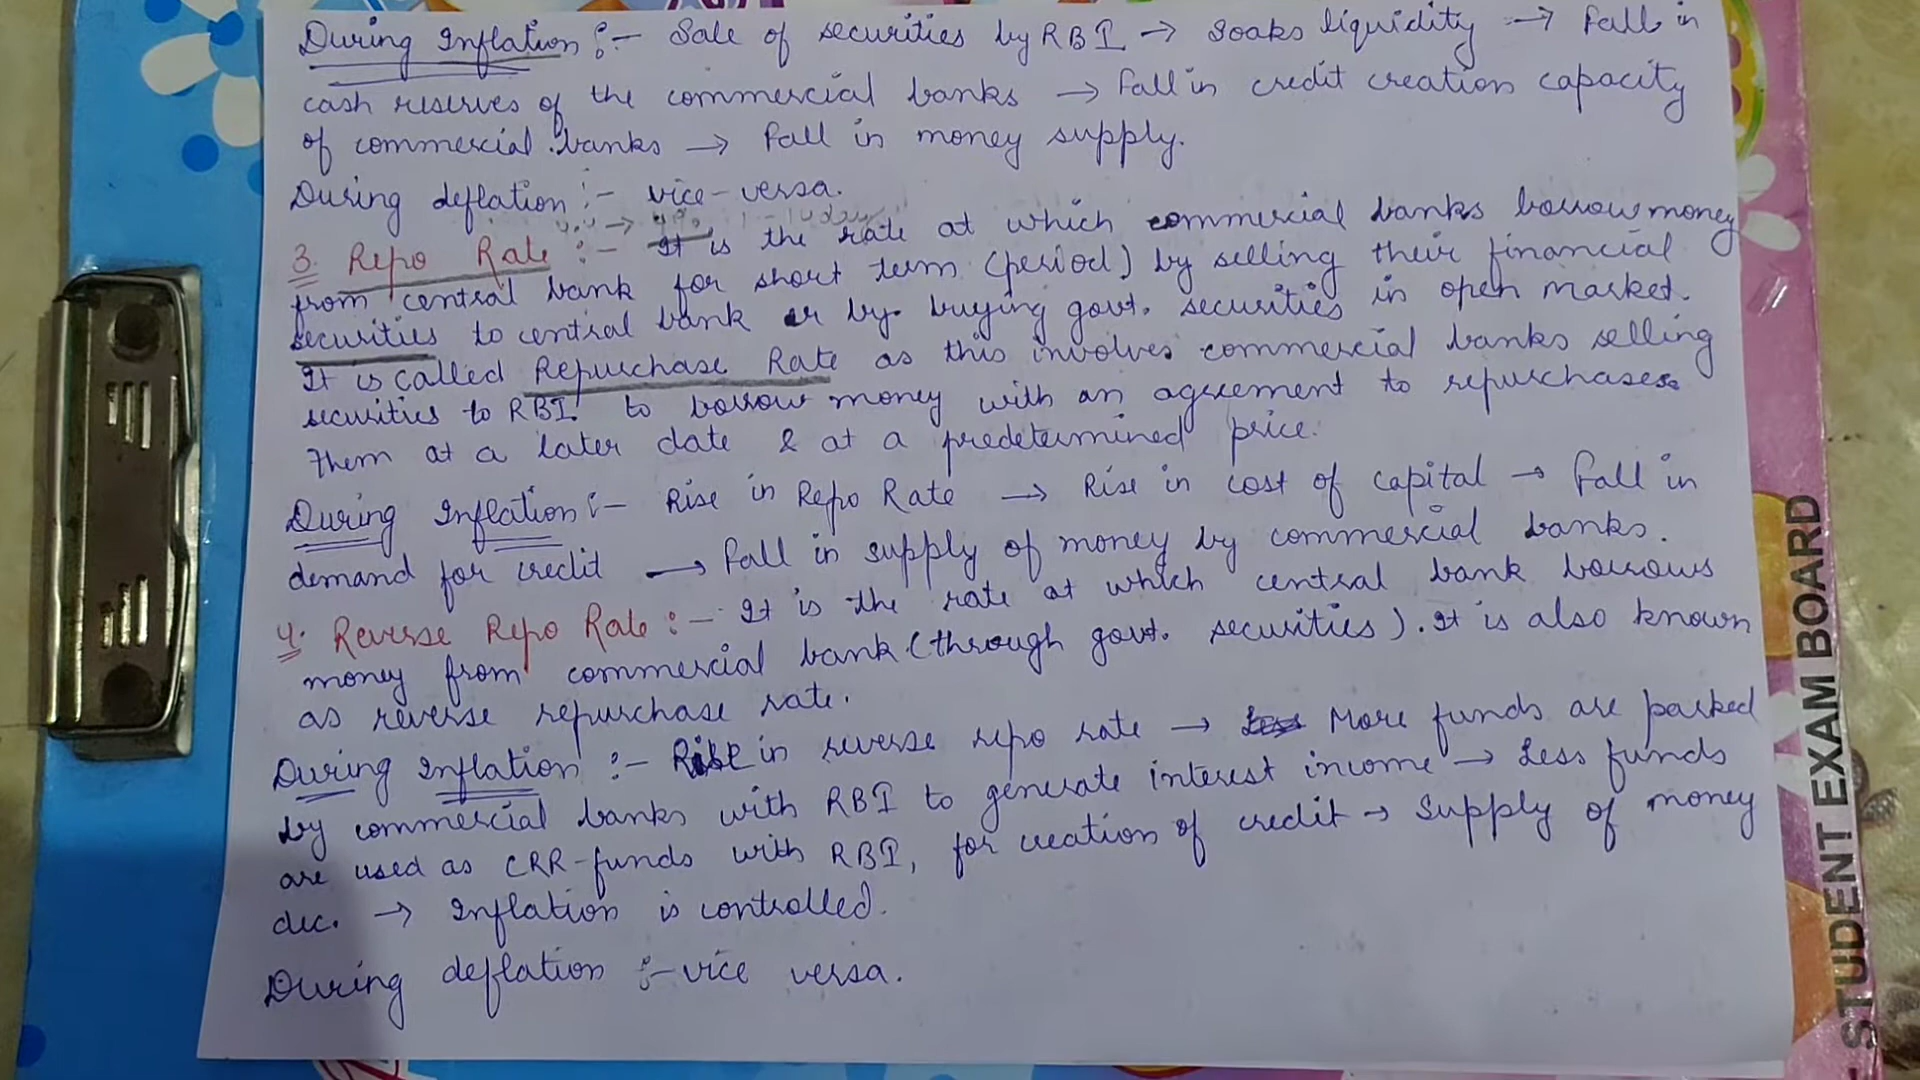 During Inflation :- Sale of securities by RBI → Soaks liquidity → Fall in
cash reserves of the commercial banks → Fall in credit creation capacity
of commercial banks → Fall in money supply.
During deflation :- vice-versa.
3. Repo Rate :- It is the rate at which commercial banks borrow money
from central bank for short term (period) by selling their financial
securities to central bank or by buying govt. securities in open market.
It is called Repurchase Rate as this involves commercial banks selling
securities to RBI to borrow money with an agreement to repurchases
them at a later date & at a predetermined price.
During Inflation :- Rise in Repo Rate → Rise in cost of capital → Fall in
demand for credit → Fall in supply of money by commercial banks.
4. Reverse Repo Rate :- It is the rate at which central bank borrows
money from commercial bank (through govt. securities). It is also known
as reverse repurchase rate.
During Inflation :- Rise in reverse repo rate → More funds are parked
by commercial banks with RBI to generate interest income → Less funds
are used as CRR-funds with RBI, for creation of credit → Supply of money
dec. → Inflation is controlled.
During deflation :- vice versa.
STUDENT EXAM BOARD